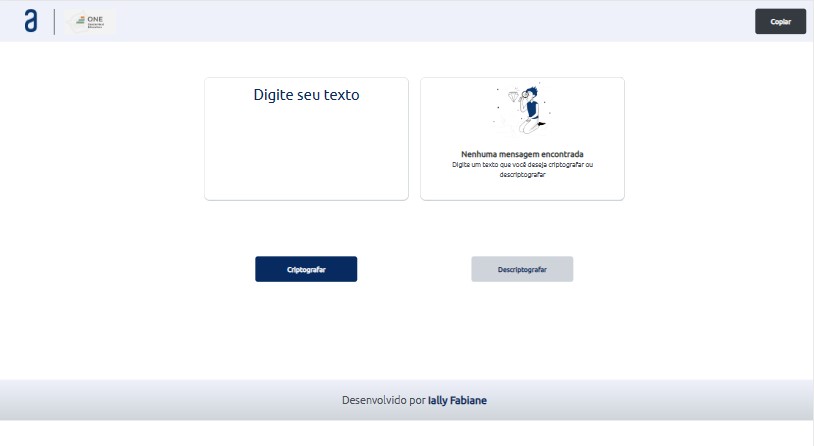 a
ONE
Copiar
Digite seu texto
Nenhuma mensagem encontrada
Digite um texto que você deseja criptografar ou
descriptografar
Criptografar
Descriptografar
Desenvolvido por Ially Fabiane